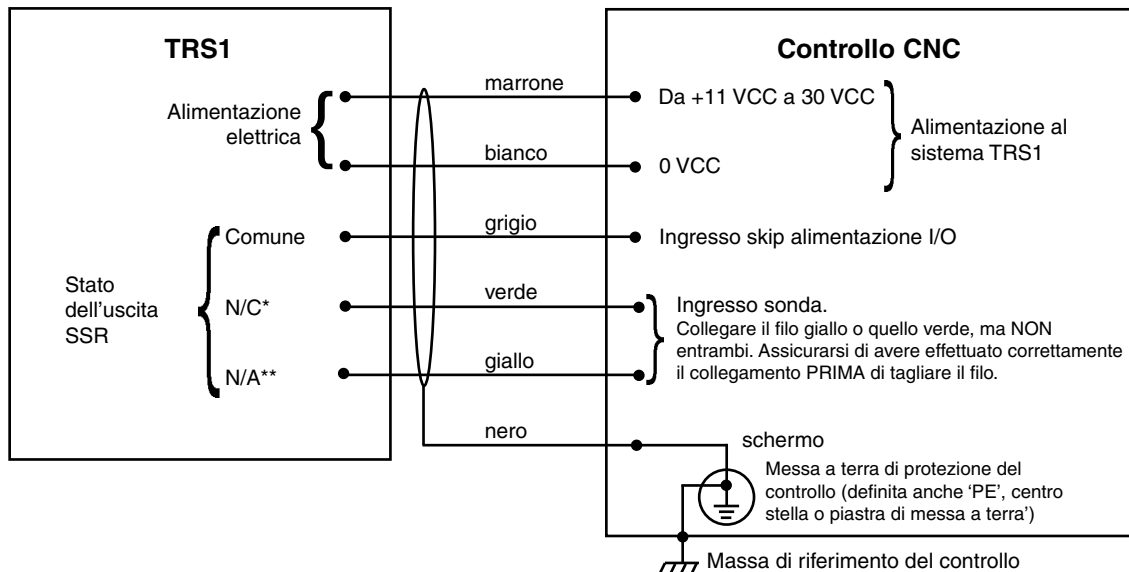 TRS1
Controllo CNC
Alimentazione
elettrica
marrone
Da +11 VCC a 30 VCC
bianco
0 VCC
Alimentazione al
sistema TRS1
Stato
dell'uscita
SSR
Comune
grigio
Ingresso skip alimentazione I/O
N/C*
verde
N/A**
giallo
Ingresso sonda.
Collegare il filo giallo o quello verde, ma NON
entrambi. Assicurarsi di avere effettuato correttamente
il collegamento PRIMA di tagliare il filo.
nero
schermo
Messa a terra di protezione del
controllo (definita anche ‘PE’, centro
stella o piastra di messa a terra’)
Massa di riferimento del controllo